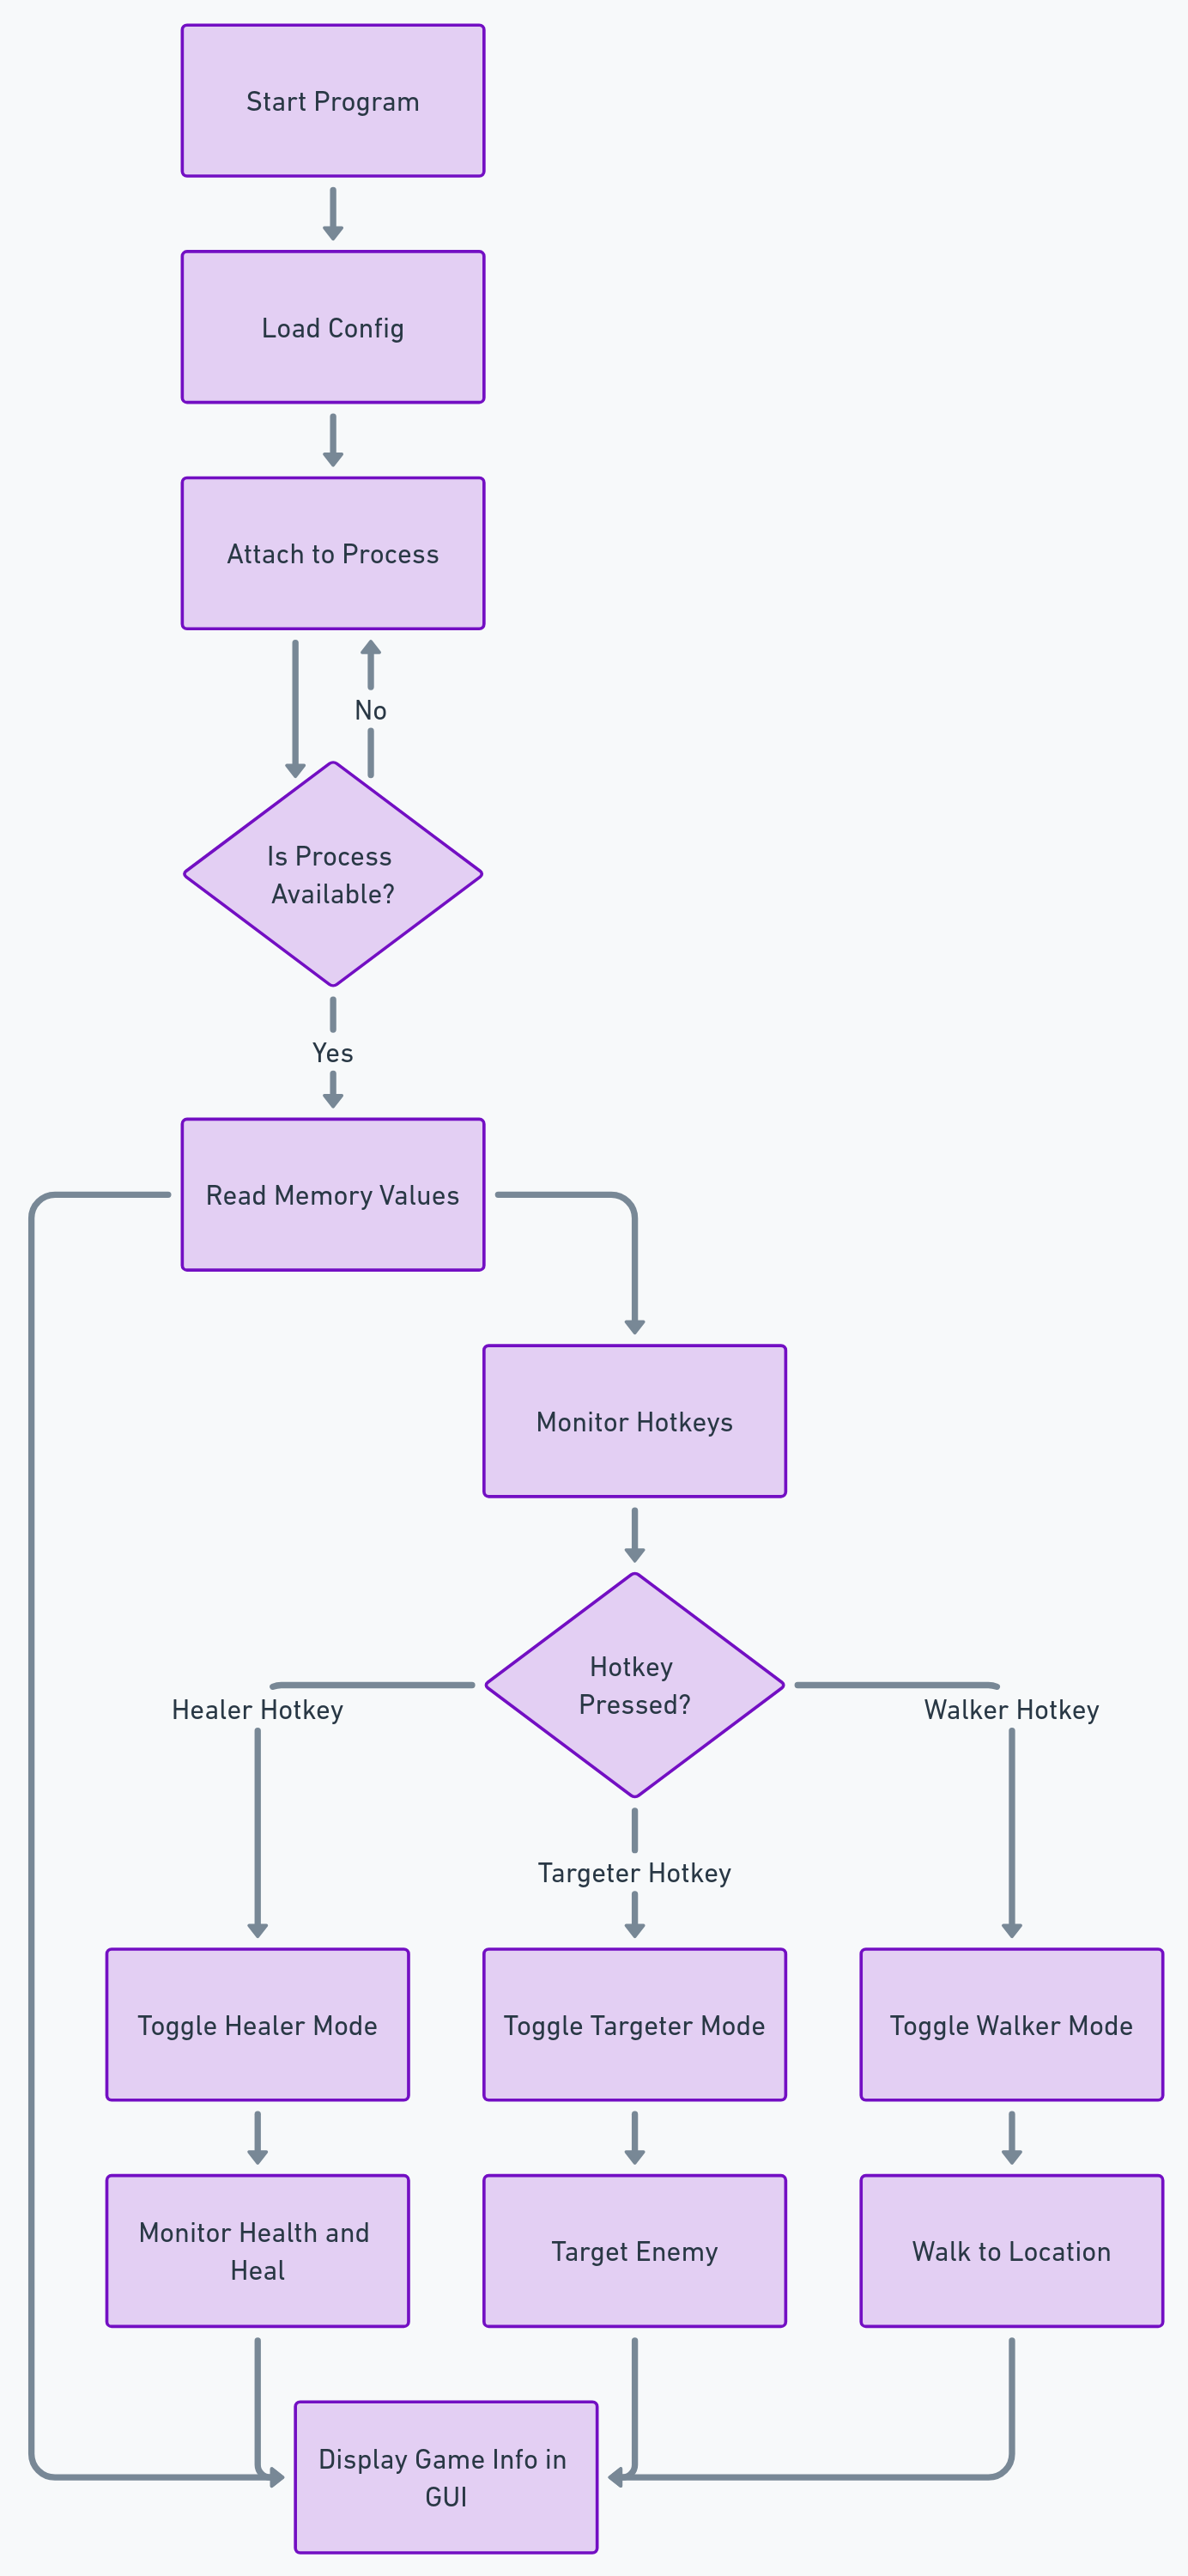 Start Program
Load Config
Attach to Process
No
Is Process
Available?
Yes
Read Memory Values
Monitor Hotkeys
Hotkey
Pressed?
Healer Hotkey
Walker Hotkey
Targeter Hotkey
Toggle Healer Mode
Toggle Targeter Mode
Toggle Walker Mode
Monitor Health and
Heal
Target Enemy
Walk to Location
Display Game Info in
GUI